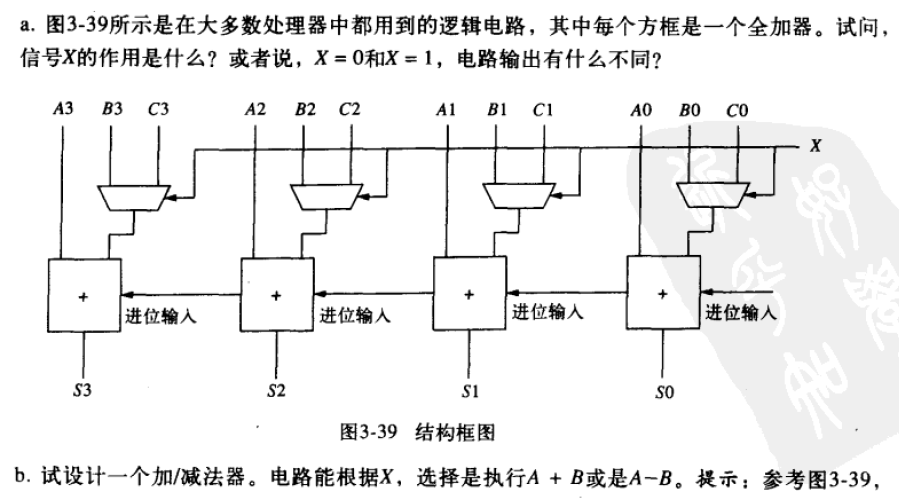 a. 图3-39所示是在大多数处理器中都用到的逻辑电路，其中每个方框是一个全加器。试问，
信号X的作用是什么？或者说，X = 0和X = 1，电路输出有什么不同？
A3 B3 C3 A2 B2 C2 A1 B1 C1 A0 B0 C0
X
+ + + +
进位输入 进位输入 进位输入 进位输入
S3 S2 S1 S0
图3-39 结构框图
b. 试设计一个加/减法器。电路能根据X，选择是执行A + B或是A−B。提示：参考图3-39，